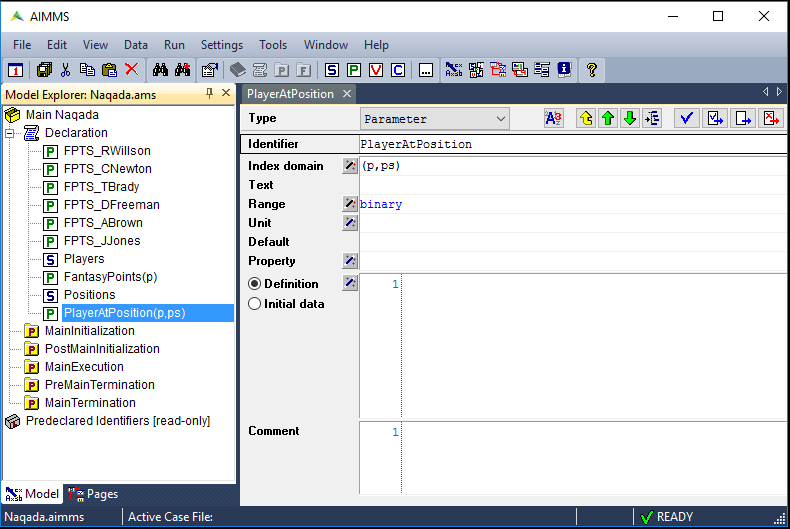 AIMMS
File Edit View Data Run Settings Tools Window Help
Model Explorer: Naqada.ams
Main Naqada
Declaration
FPTS_RWillson
FPTS_CNewton
FPTS_TBrady
FPTS_DFreeman
FPTS_ABrown
FPTS_JJones
Players
FantasyPoints(p)
Positions
PlayerAtPosition(p,ps)
MainInitialization
PostMainInitialization
MainExecution
PreMainTermination
MainTermination
Predeclared Identifiers [read-only]
Model Pages
PlayerAtPosition
Type Parameter
Identifier PlayerAtPosition
Index domain (p,ps)
Text
Range binary
Unit
Default
Property
Definition 1
Initial data
Comment 1
Naqada.aimms Active Case File: READY